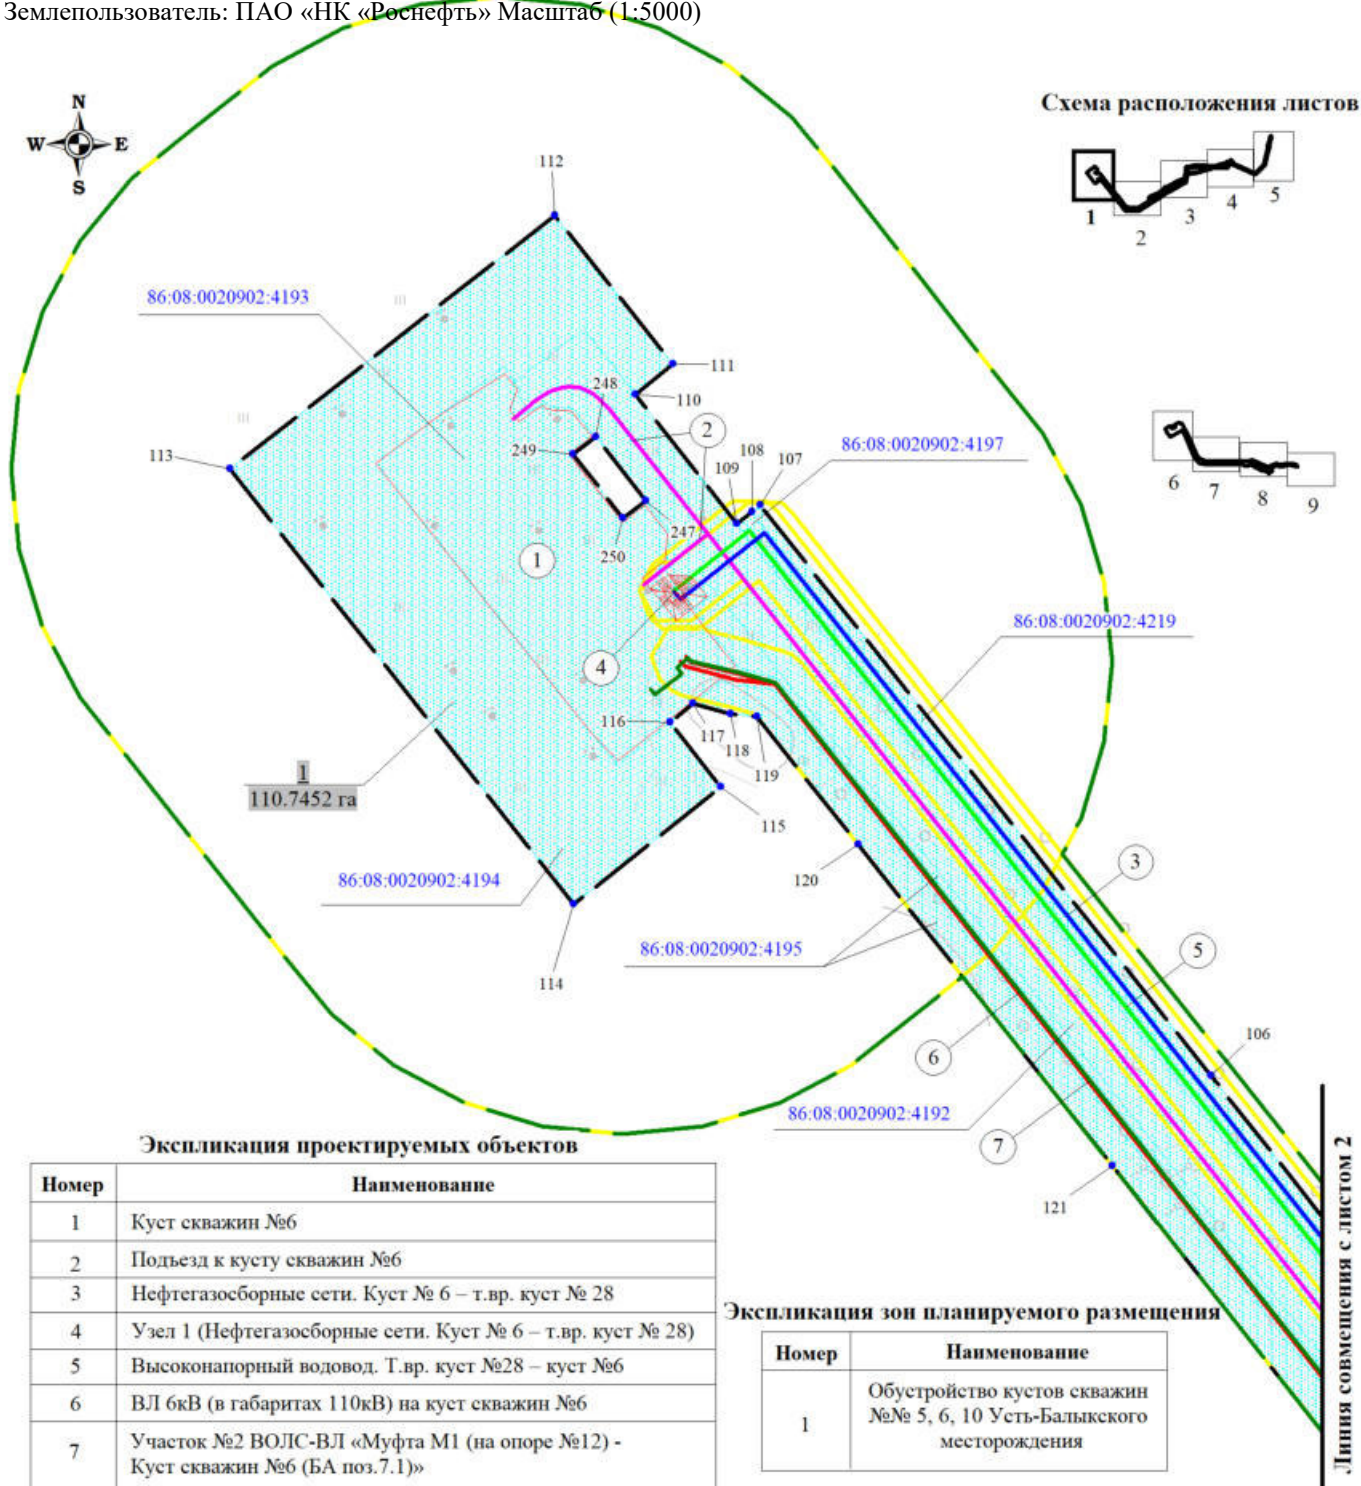 Землепользователь: ПАО «НК «Роснефть» Масштаб (1:5000)
N
W E
S
Схема расположения листов
1
2
3
4
5
6
7
8
9
112
86:08:0020902:4193
111
248
110
2
113
249
108
109
107
86:08:0020902:4197
247
250
1
86:08:0020902:4219
4
116
117
118
119
1
110.7452 га
115
3
120
86:08:0020902:4194
86:08:0020902:4195
5
114
106
6
86:08:0020902:4192
7
121
Линия совмещения с листом 2
Экспликация проектируемых объектов
Номер Наименование
1 Куст скважин №6
2 Подъезд к кусту скважин №6
3 Нефтегазосборные сети. Куст № 6 – т.вр. куст № 28
4 Узел 1 (Нефтегазосборные сети. Куст № 6 – т.вр. куст № 28)
5 Высоконапорный водовод. Т.вр. куст №28 – куст №6
6 ВЛ 6кВ (в габаритах 110кВ) на куст скважин №6
7 Участок №2 ВОЛС-ВЛ «Муфта М1 (на опоре №12) -
Куст скважин №6 (БА поз.7.1)»
Экспликация зон планируемого размещения
Номер Наименование
1 Обустройство кустов скважин
№№ 5, 6, 10 Усть-Балыкского
месторождения